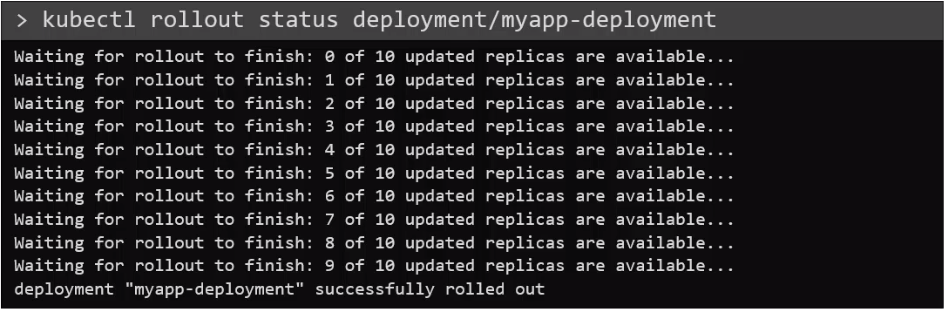 > kubectl rollout status deployment/myapp-deployment
Waiting for rollout to finish: 0 of 10 updated replicas are available...
Waiting for rollout to finish: 1 of 10 updated replicas are available...
Waiting for rollout to finish: 2 of 10 updated replicas are available...
Waiting for rollout to finish: 3 of 10 updated replicas are available...
Waiting for rollout to finish: 4 of 10 updated replicas are available...
Waiting for rollout to finish: 5 of 10 updated replicas are available...
Waiting for rollout to finish: 6 of 10 updated replicas are available...
Waiting for rollout to finish: 7 of 10 updated replicas are available...
Waiting for rollout to finish: 8 of 10 updated replicas are available...
Waiting for rollout to finish: 9 of 10 updated replicas are available...
deployment "myapp-deployment" successfully rolled out